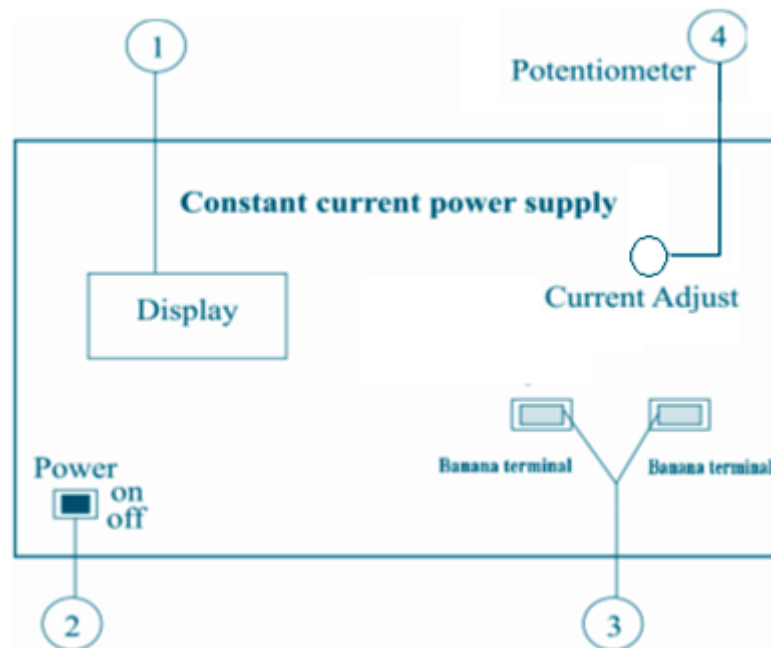 1
4
Potentiometer
Constant current power supply
Display
Current Adjust
Banana terminal
Banana terminal
Power
on
off
2
3